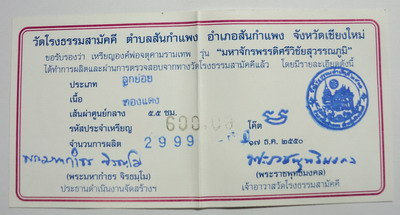 วัดโรงธรรมสามัคคี ตำบลสันกำแพง อำเภอสันกำแพง จังหวัดเชียงใหม่
ขอรับรองว่า เหรียญองค์พ่อจตุคามรามเทพ รุ่น "มหาจักรพรรดิศรีวิชัยสุวรรณภูมิ"
ได้ทำการผลิตและผ่านการตรวจสอบจากทางวัดโรงธรรมสามัคคีแล้ว โดยมีรายละเอียดดังนี้
ประเภท ลูกย่อย
เนื้อ ทองแดง
เส้นผ่าศูนย์กลาง ๕.๕ ซม.
รหัสประจำเหรียญ โค๊ต
จำนวนการผลิต 2999 ๑๗ ธ.ค. ๒๕๕๐
(พระมหากำธร จิรธมฺโม) (พระราชพุทธิมงคล)
ประธานดำเนินงานจัดสร้างฯ เจ้าอาวาสวัดโรงธรรมสามัคคี